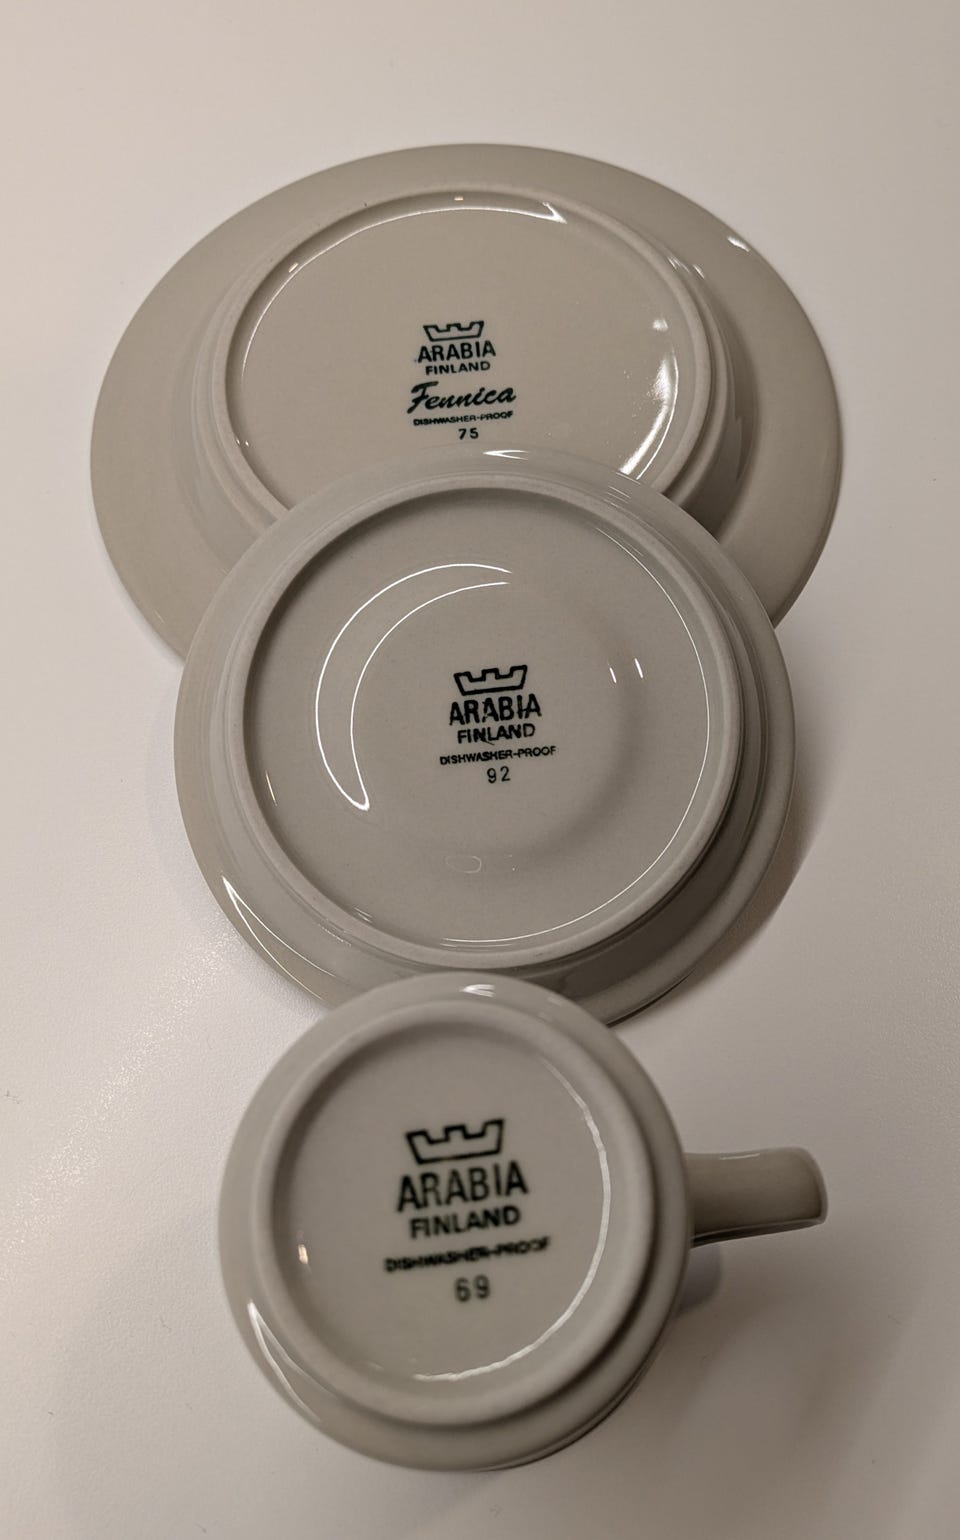 ARABIA
FINLAND
Fennica
DISHWASHER-PROOF
75
ARABIA
FINLAND
DISHWASHER-PROOF
92
ARABIA
FINLAND
DISHWASHER-PROOF
69